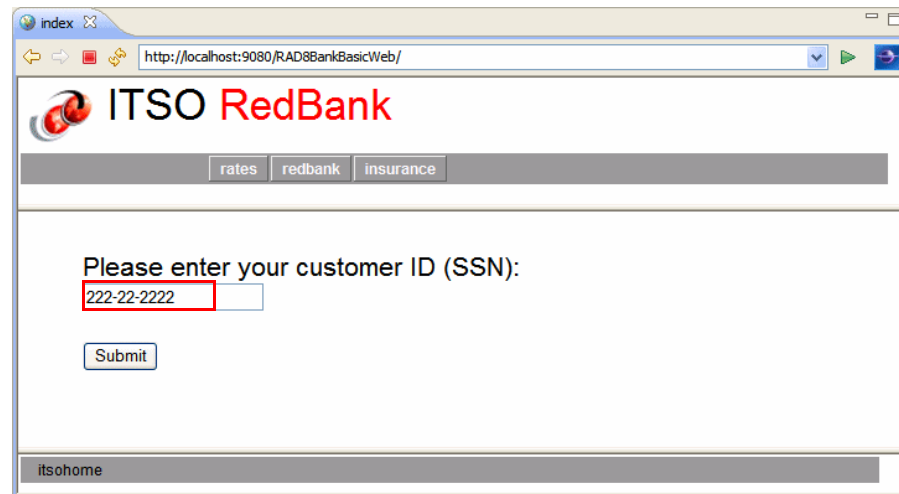 index
http://localhost:9080/RAD8BankBasicWeb/
ITSO RedBank
rates redbank insurance
Please enter your customer ID (SSN):
222-22-2222
Submit
itsohome